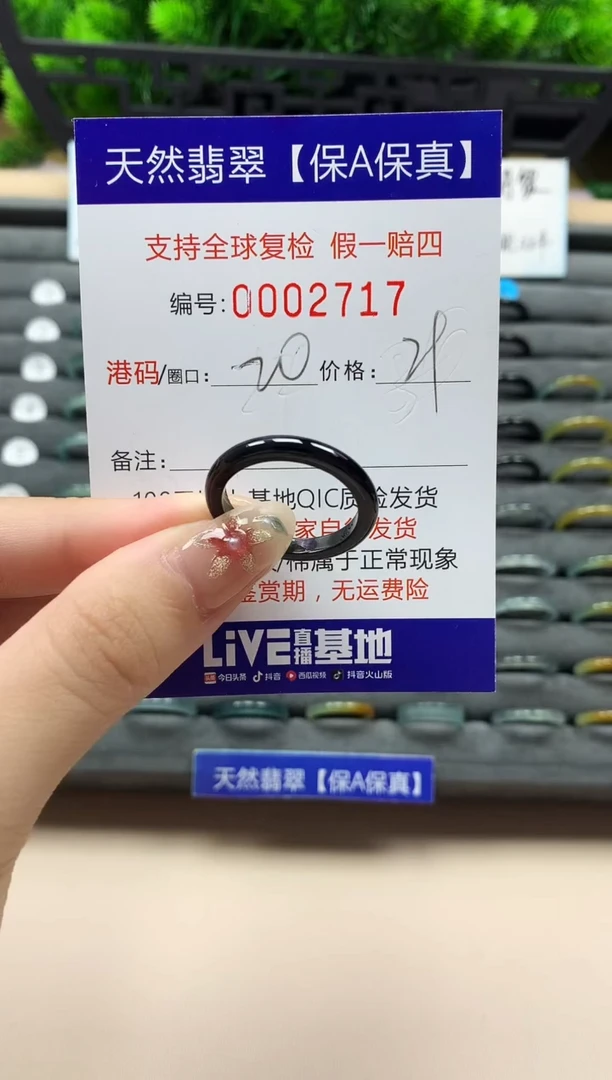 天然翡翠【保A保真】
支持全球复检 假一赔四
编号:0002717
港码/圈口: 20 价格:
备注:
基地QIC质检发货
发货
属于正常现象
鉴赏期，无运费险
LiVE直播基地
今日头条 抖音 西瓜视频 抖音火山版
天然翡翠【保A保真】